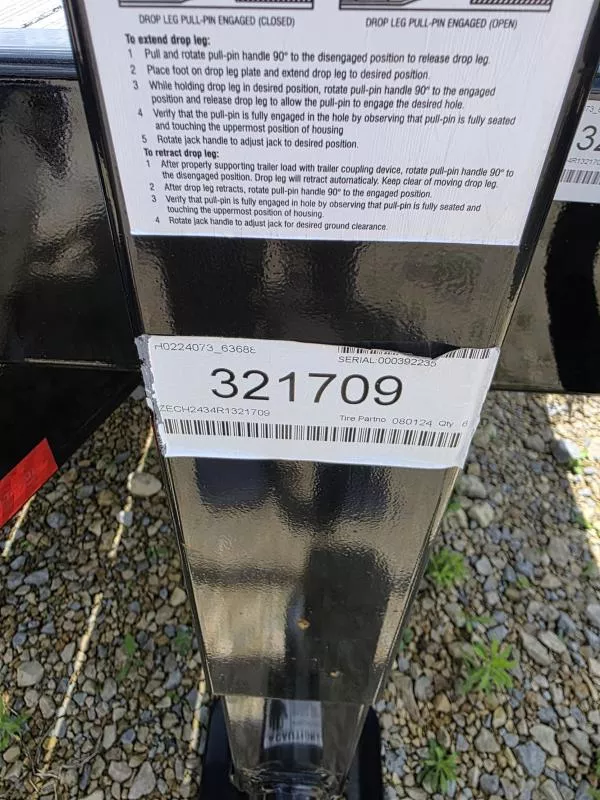 DROP LEG PULL-PIN ENGAGED (CLOSED)
DROP LEG PULL-PIN ENGAGED (OPEN)
To extend drop leg:
1 Pull and rotate pull-pin handle 90° to the disengaged position to release drop leg.
2 Place foot on drop leg plate and extend drop leg to desired position.
3 While holding drop leg in desired position, rotate pull-pin handle 90° to the engaged
position and release drop leg to allow the pull-pin to engage the desired hole.
4 Verify that the pull-pin is fully engaged in the hole by observing that pull-pin is fully seated
and touching the uppermost position of housing
5 Rotate jack handle to adjust jack to desired position.
To retract drop leg:
1 After properly supporting trailer load with trailer coupling device, rotate pull-pin handle 90° to
the disengaged position. Drop leg will retract automaticaly. Keep clear of moving drop leg.
2 After drop leg retracts, rotate pull-pin handle 90° to the engaged position.
3 Verify that pull-pin is fully engaged in hole by observing that pull-pin is fully seated and
touching the uppermost position of housing.
4 Rotate jack handle to adjust jack for desired ground clearance.
H0224073_63688
SERIAL:000392235
321709
ZECH2434R1321709
Tire Partno 080124 Qty 6